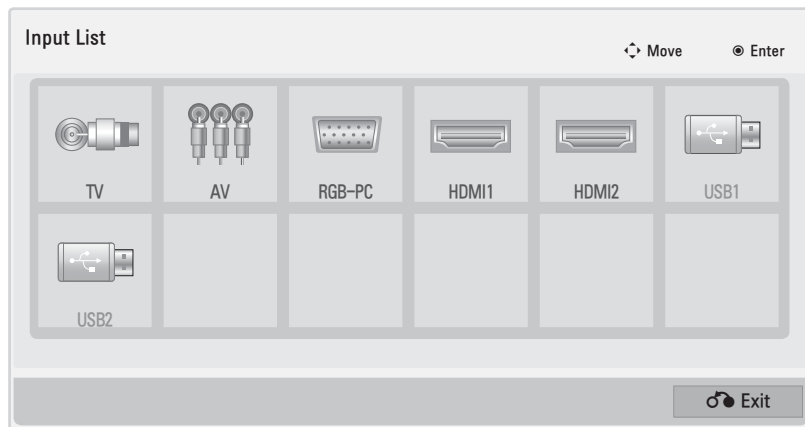 Input List
Move Enter
TV AV RGB-PC HDMI1 HDMI2 USB1
USB2
Exit